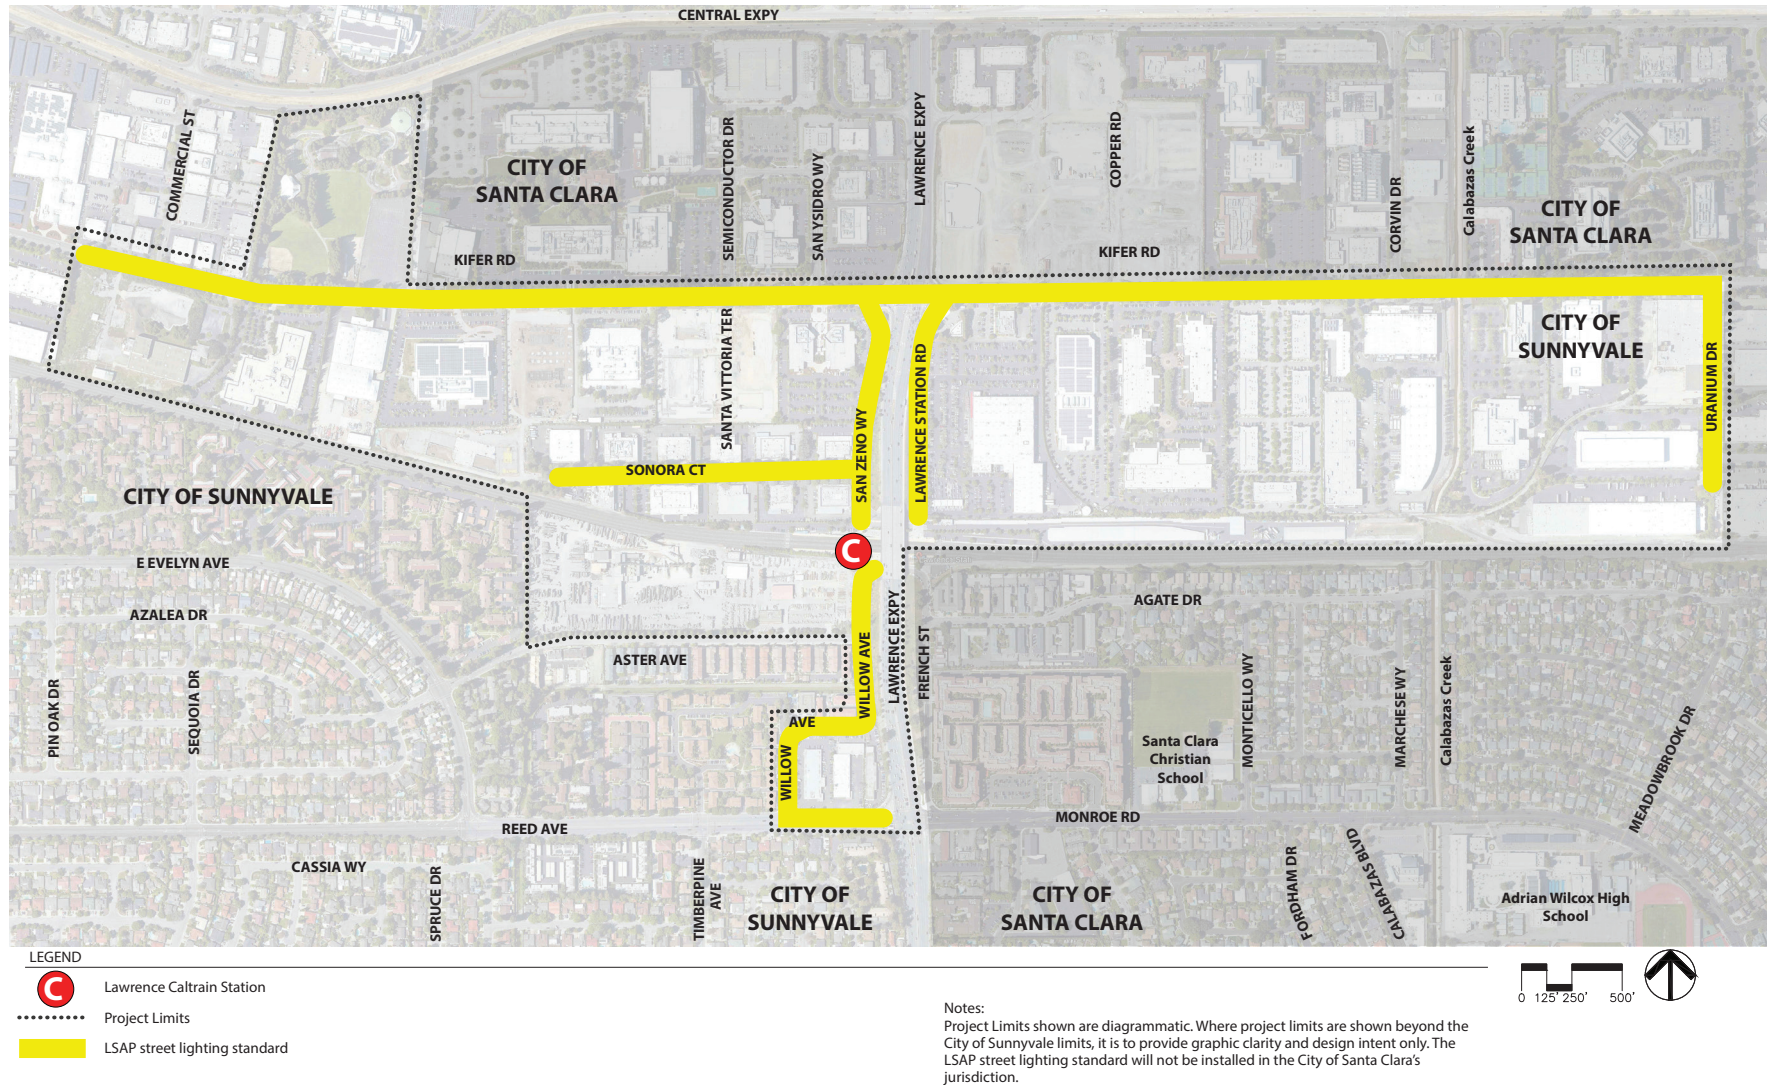 CENTRAL EXPY
COMMERCIAL ST
CITY OF
SANTA CLARA
SEMICONDUCTOR DR
SAN YSIDRO WY
LAWRENCE EXPY
COPPER RD
CORVIN DR
Calabazas Creek
CITY OF
SANTA CLARA
KIFER RD
KIFER RD
SANTA VITTORIA TER
SAN ZENO WY
LAWRENCE STATION RD
CITY OF
SUNNYVALE
URANIUM DR
SONORA CT
CITY OF SUNNYVALE
C
E EVELYN AVE
AZALEA DR
AGATE DR
PIN OAK DR
SEQUOIA DR
ASTER AVE
WILLOW AVE
LAWRENCE EXPY
FRENCH ST
MONTICELLO WY
MARCHESE WY
Calabazas Creek
MEADOWBROOK DR
AVE
WILLOW
Santa Clara
Christian
School
REED AVE
MONROE RD
CASSIA WY
SPRUCE DR
TIMBERPINE
AVE
CITY OF
SUNNYVALE
CITY OF
SANTA CLARA
FORDHAM DR
CALABAZAS BLVD
Adrian Wilcox High
School
LEGEND
C
Lawrence Caltrain Station
Project Limits
LSAP street lighting standard
0 125' 250' 500'
Notes:
Project Limits shown are diagrammatic. Where project limits are shown beyond the
City of Sunnyvale limits, it is to provide graphic clarity and design intent only. The
LSAP street lighting standard will not be installed in the City of Santa Clara's
jurisdiction.